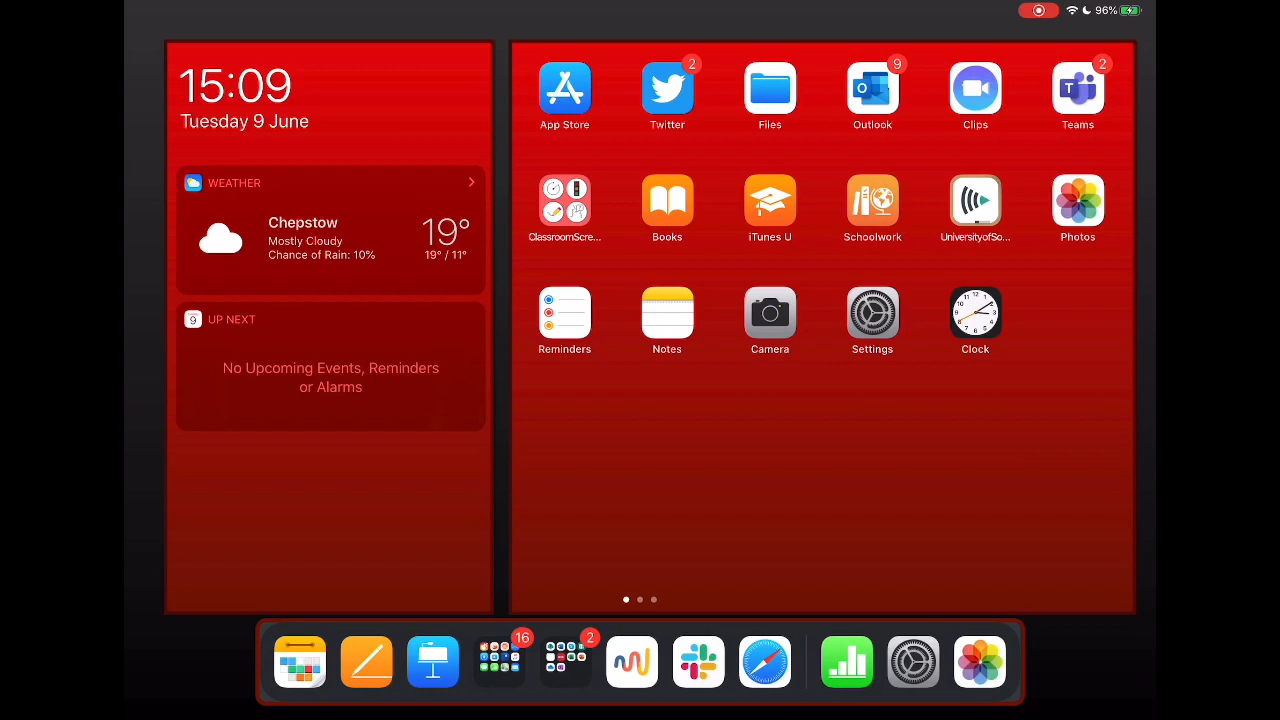 96%
15:09
Tuesday 9 June
WEATHER
Chepstow
Mostly Cloudy
Chance of Rain: 10%
19°
19° / 11°
9
UP NEXT
No Upcoming Events, Reminders
or Alarms
2
9
2
App Store
Twitter
Files
Outlook
Clips
Teams
ClassroomScre...
Books
iTunes U
Schoolwork
UniversityofSo...
Photos
Reminders
Notes
Camera
Settings
Clock
16
2